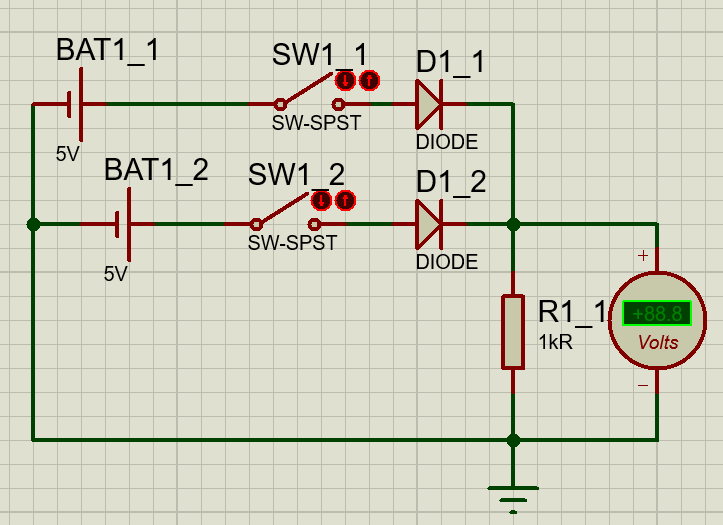 BAT1_1
SW1_1
D1_1
SW-SPST
DIODE
5V
BAT1_2
SW1_2
D1_2
SW-SPST
DIODE
5V
+
R1_1
+88.8
1kR
Volts
−